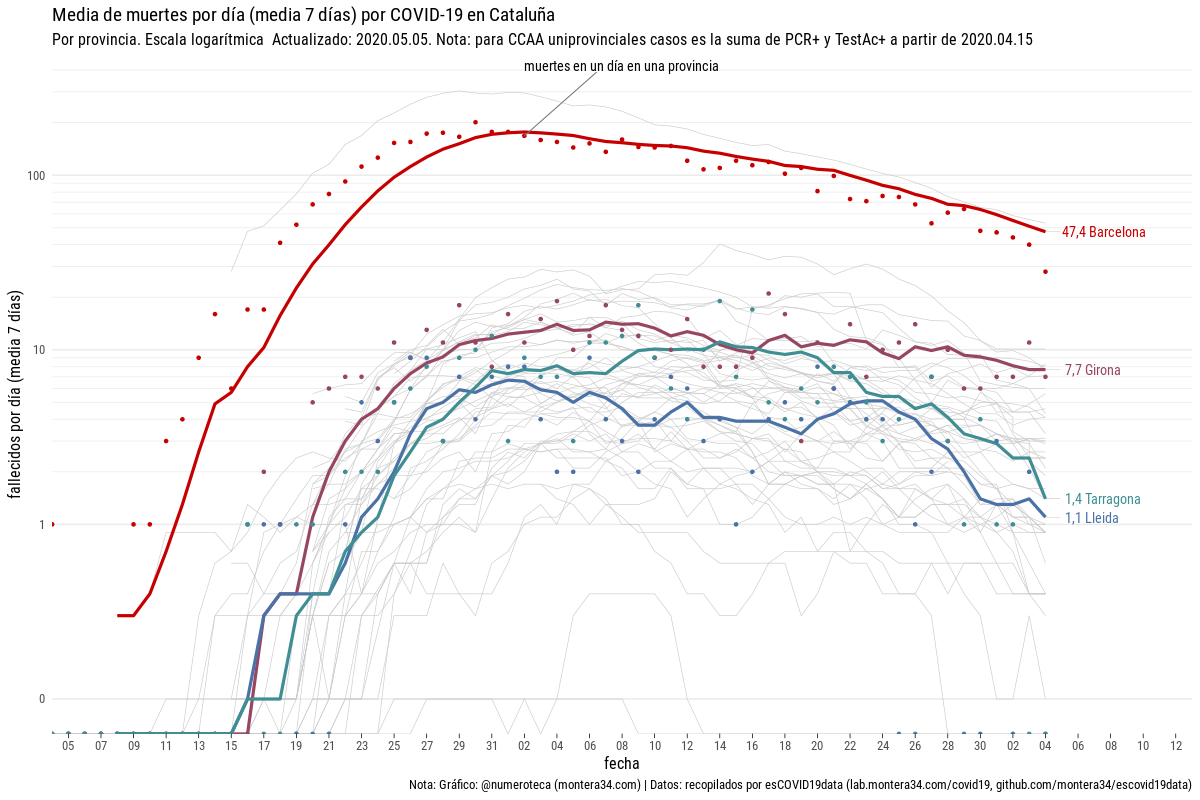 Media de muertes por día (media 7 días) por COVID-19 en Cataluña
Por provincia. Escala logarítmica  Actualizado: 2020.05.05. Nota: para CCAA uniprovinciales casos es la suma de PCR+ y TestAc+ a partir de 2020.04.15
muertes en un día en una provincia
fallecidos por día (media 7 días)
100
10
1
0
47,4 Barcelona
7,7 Girona
1,4 Tarragona
1,1 Lleida
05 07 09 11 13 15 17 19 21 23 25 27 29 31 02 04 06 08 10 12 14 16 18 20 22 24 26 28 30 02 04 06 08 10 12
fecha
Nota: Gráfico: @numeroteca (montera34.com) | Datos: recopilados por esCOVID19data (lab.montera34.com/covid19, github.com/montera34/escovid19data)